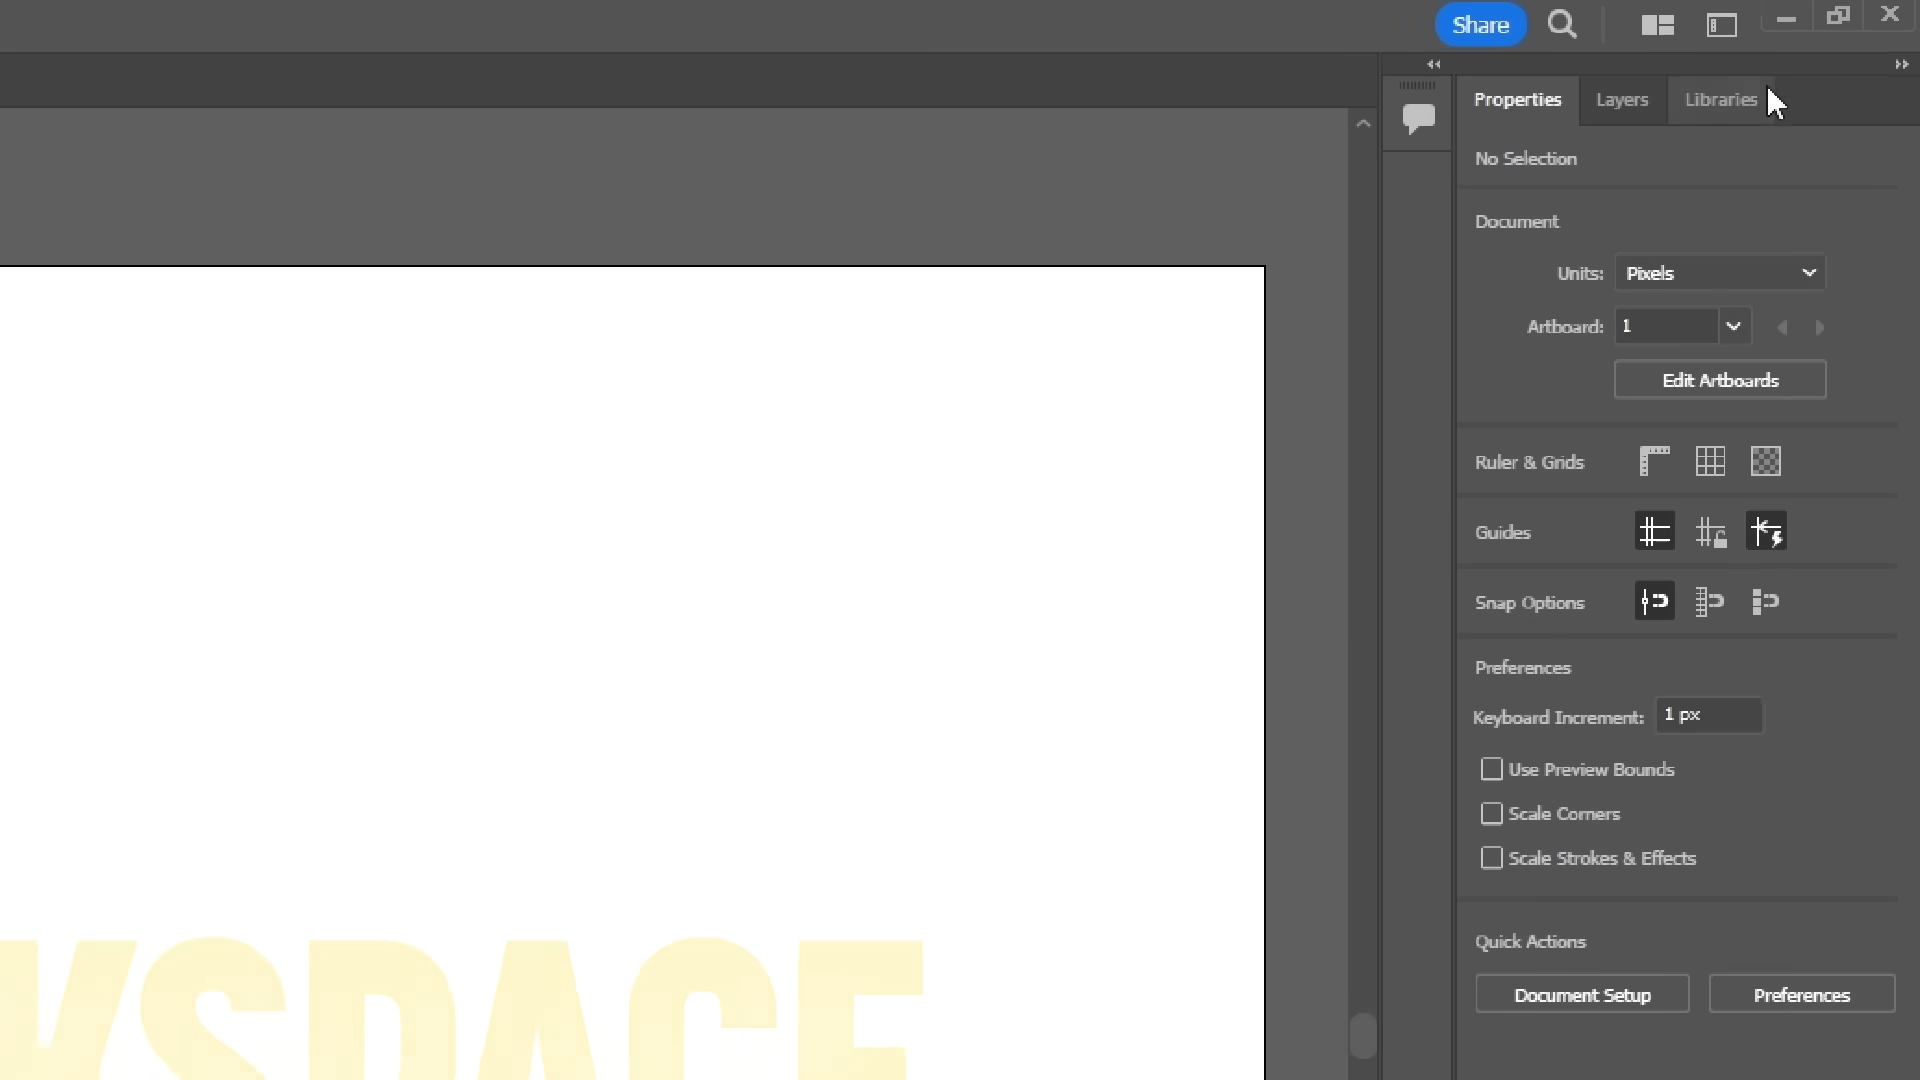 Share
Properties Layers Libraries
No Selection
Document
Units: Pixels
Artboard: 1
Edit Artboards
Ruler & Grids
Guides
Snap Options
Preferences
Keyboard Increment: 1 px
Use Preview Bounds
Scale Corners
Scale Strokes & Effects
KSPACE
Quick Actions
Document Setup Preferences